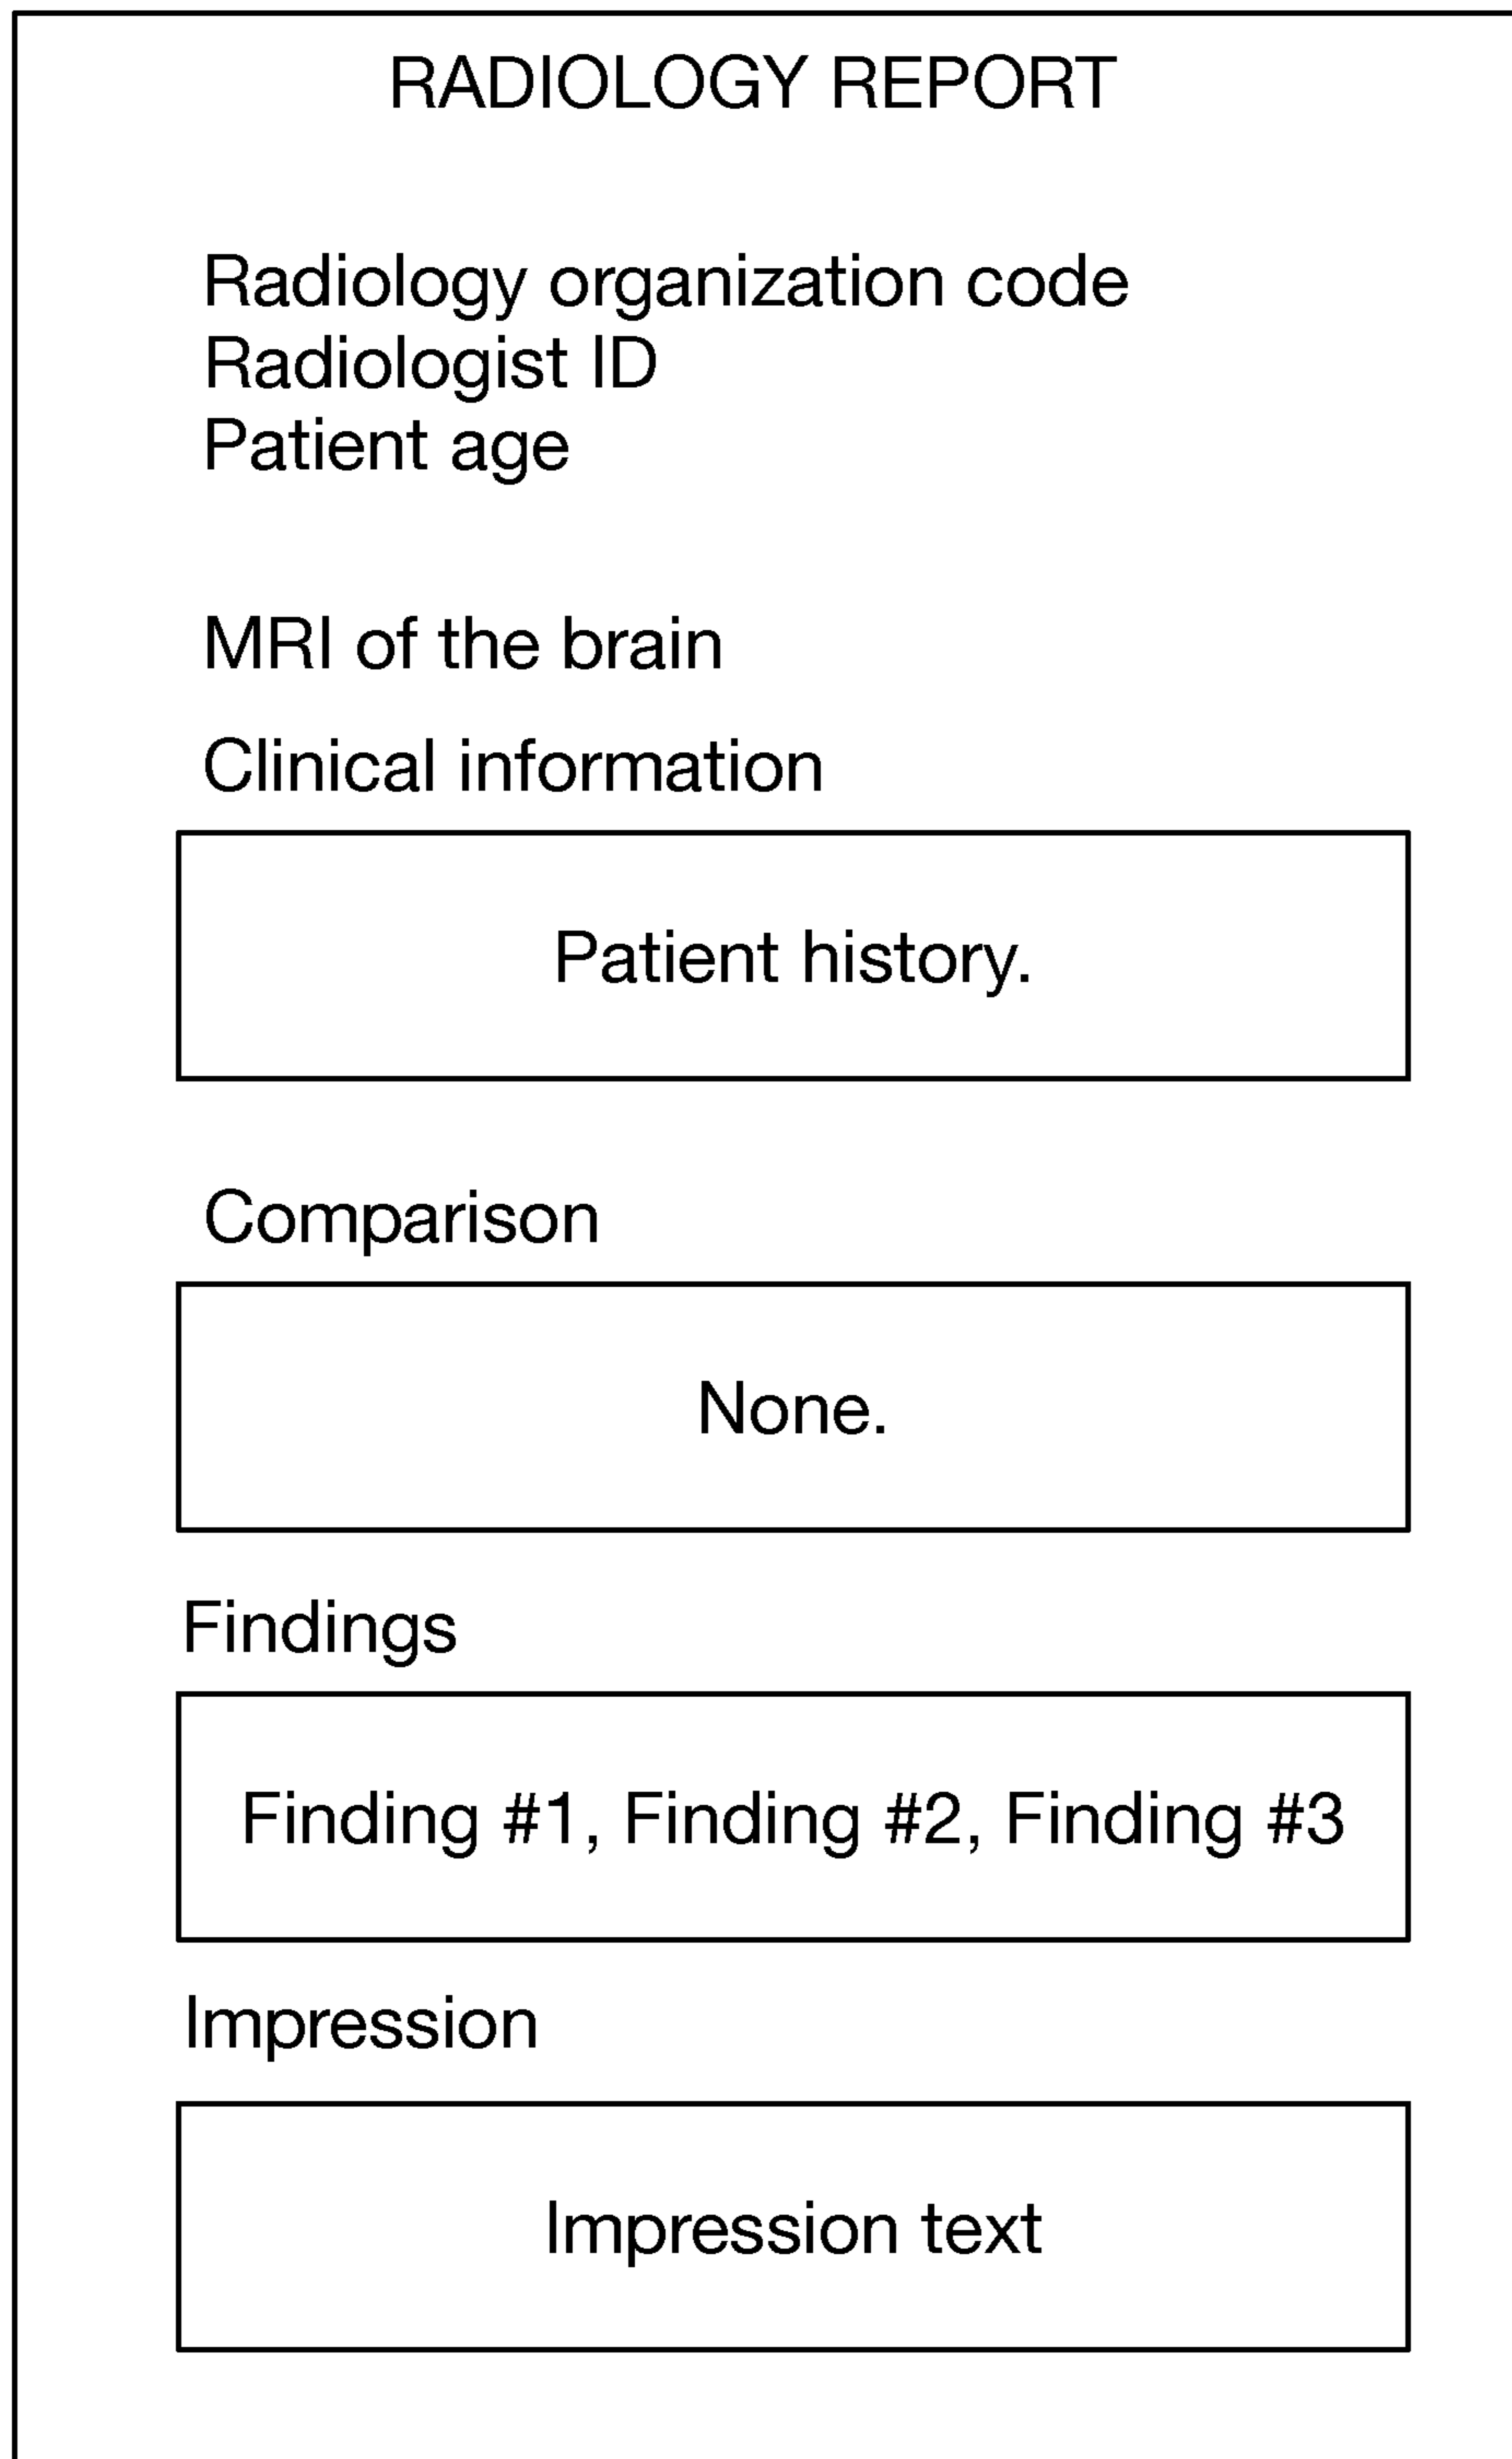 RADIOLOGY REPORT
Radiology organization code
Radiologist ID
Patient age
MRI of the brain
Clinical information
Patient history.
Comparison
None.
Findings
Finding #1, Finding #2, Finding #3
Impression
Impression text